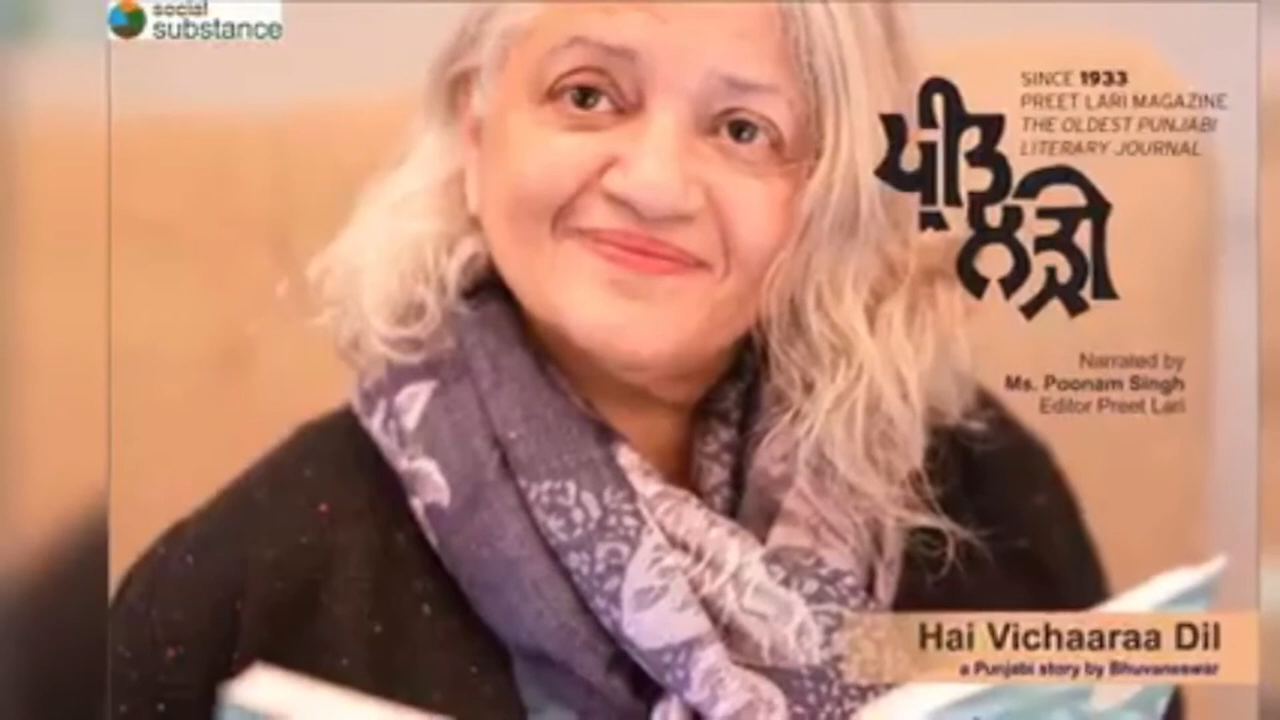 social
substance
SINCE 1933
PREET LARI MAGAZINE
THE OLDEST PUNJABI
LITERARY JOURNAL
ਪ੍ਰੀਤ
ਲੜੀ
Narrated by
Ms. Poonam Singh
Editor Preet Lari
Hai Vichaaraa Dil
a Punjabi story by Bhuvaneswar